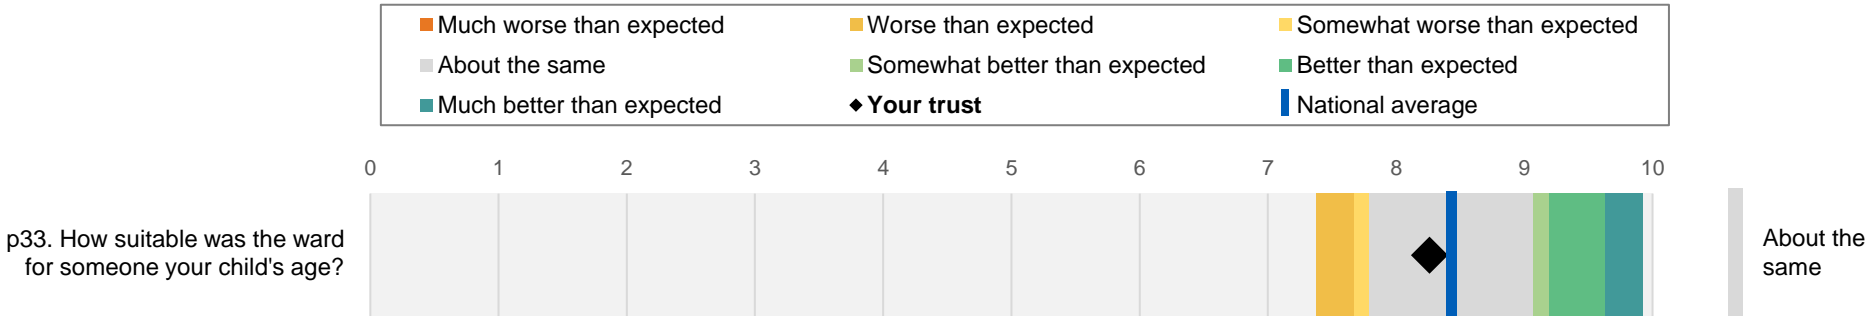 Much worse than expected
Worse than expected
Somewhat worse than expected
About the same
Somewhat better than expected
Better than expected
Much better than expected
Your trust
National average
0 1 2 3 4 5 6 7 8 9 10
p33. How suitable was the ward
for someone your child's age?
About the
same